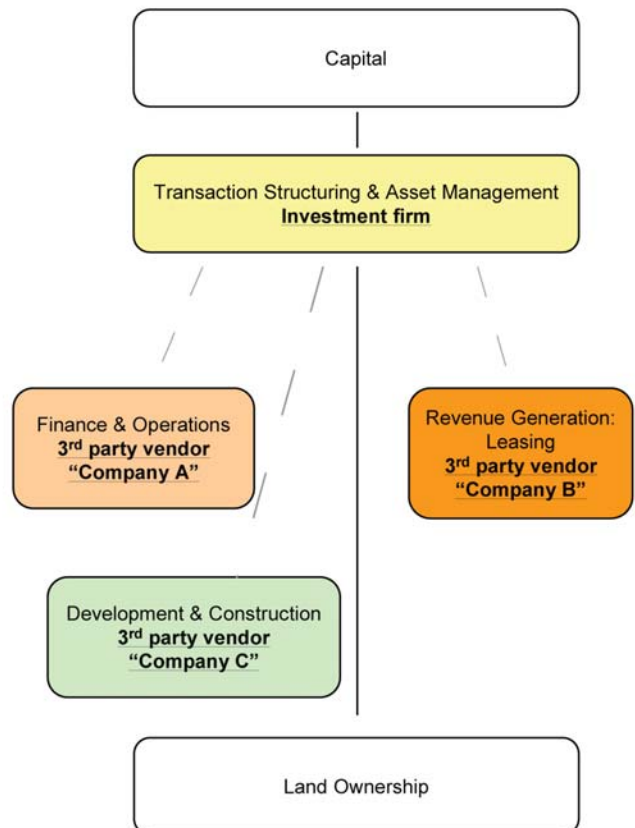 Capital
Transaction Structuring & Asset Management
Investment firm
Finance & Operations
3rd party vendor
“Company A”
Revenue Generation:
Leasing
3rd party vendor
“Company B”
Development & Construction
3rd party vendor
“Company C”
Land Ownership